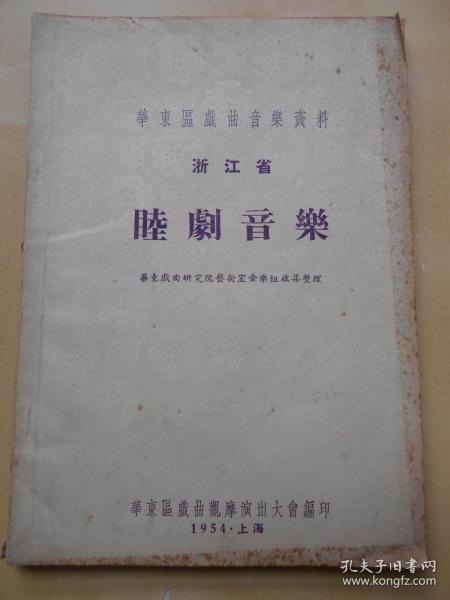 華東區戲曲音樂資料
浙江省
睦劇音樂
華東戲曲研究院藝術室音樂組收集整理
華東區戲曲觀摩演出大會編印
1954·上海
孔夫子旧书网
www.kongfz.com